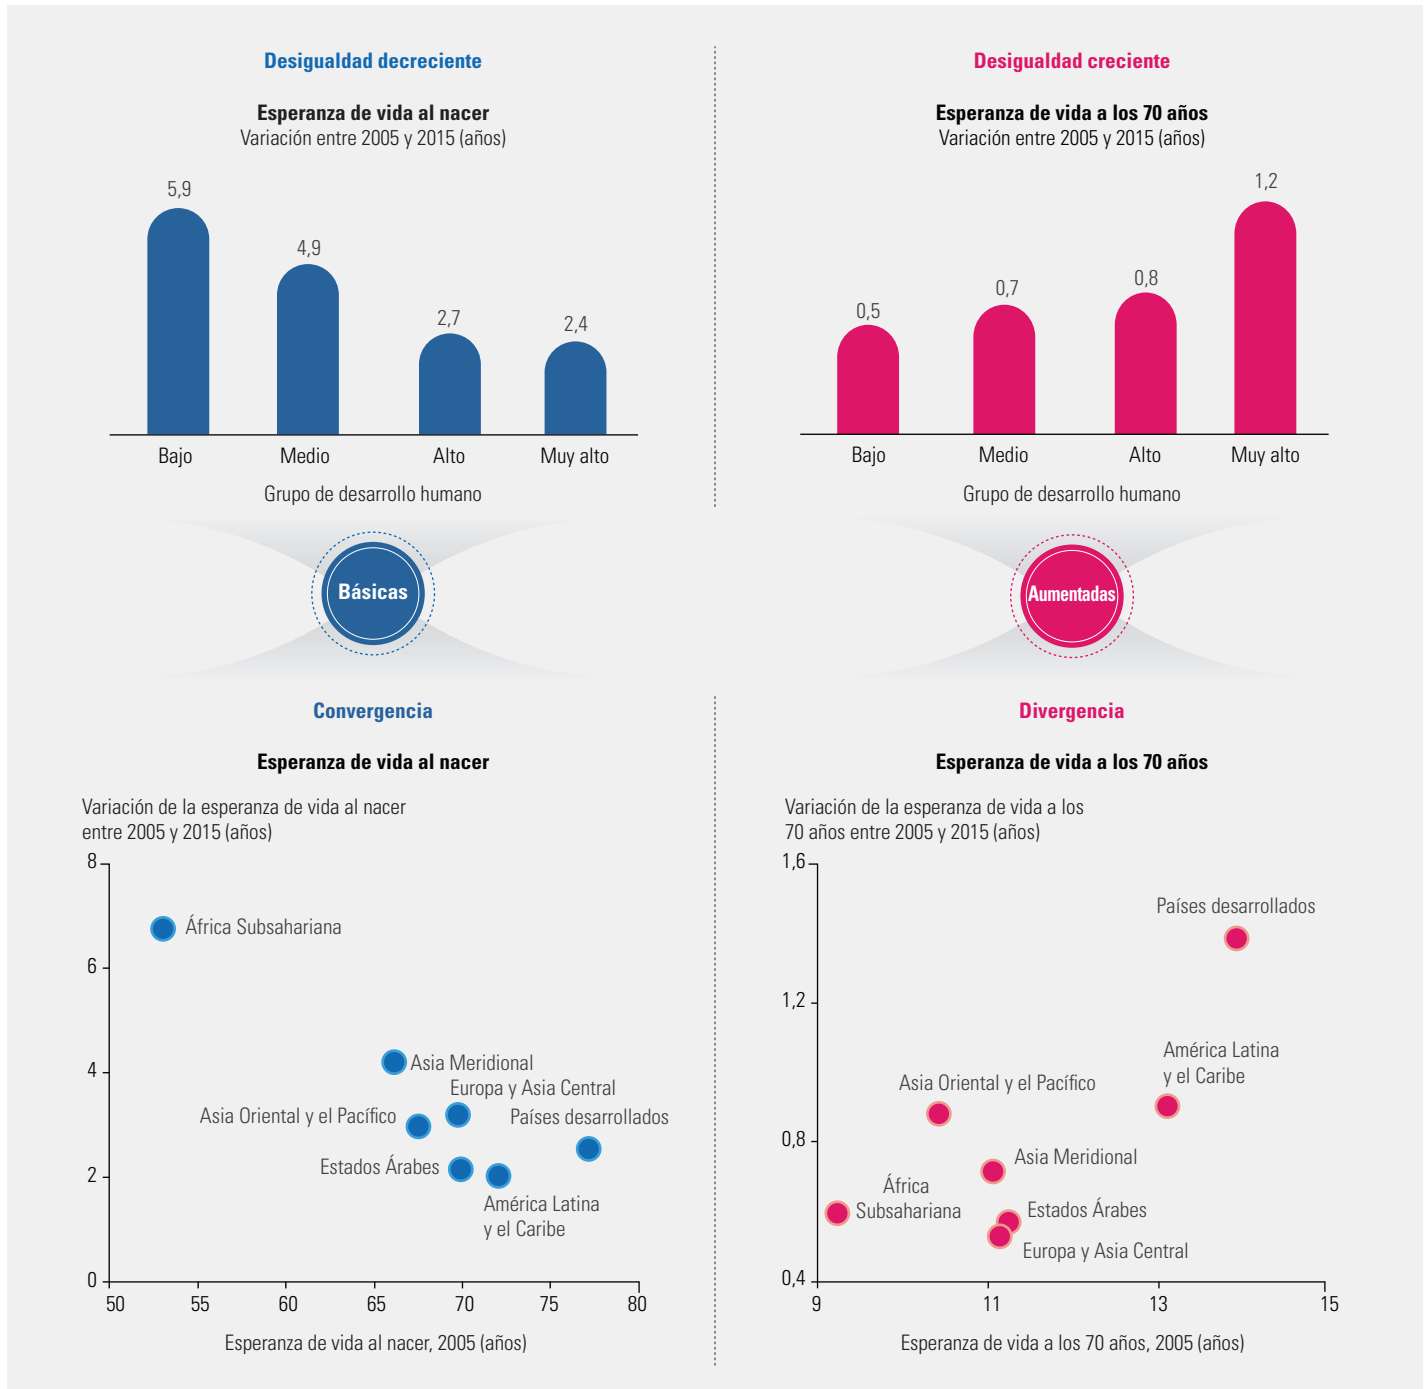 Desigualdad decreciente
Esperanza de vida al nacer
Variación entre 2005 y 2015 (años)
5,9
4,9
2,7
2,4
Bajo
Medio
Alto
Muy alto
Grupo de desarrollo humano
Desigualdad creciente
Esperanza de vida a los 70 años
Variación entre 2005 y 2015 (años)
0,5
0,7
0,8
1,2
Bajo
Medio
Alto
Muy alto
Grupo de desarrollo humano
Básicas
Aumentadas
Convergencia
Esperanza de vida al nacer
Variación de la esperanza de vida al nacer
entre 2005 y 2015 (años)
8
6
4
2
0
África Subsahariana
Asia Meridional
Europa y Asia Central
Asia Oriental y el Pacífico
Países desarrollados
Estados Árabes
América Latina
y el Caribe
50
55
60
65
70
75
80
Esperanza de vida al nacer, 2005 (años)
Divergencia
Esperanza de vida a los 70 años
Variación de la esperanza de vida a los
70 años entre 2005 y 2015 (años)
1,6
1,2
0,8
0,4
Países desarrollados
América Latina
y el Caribe
Asia Oriental y el Pacífico
Asia Meridional
África
Subsahariana
Estados Árabes
Europa y Asia Central
9
11
13
15
Esperanza de vida a los 70 años, 2005 (años)